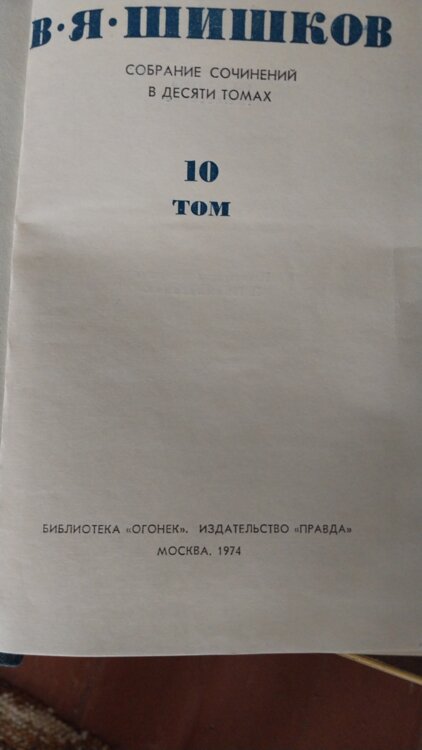 В·Я·ШИШКОВ
СОБРАНИЕ СОЧИНЕНИЙ
В ДЕСЯТИ ТОМАХ
10
ТОМ
БИБЛИОТЕКА «ОГОНЕК». ИЗДАТЕЛЬСТВО «ПРАВДА»
МОСКВА. 1974